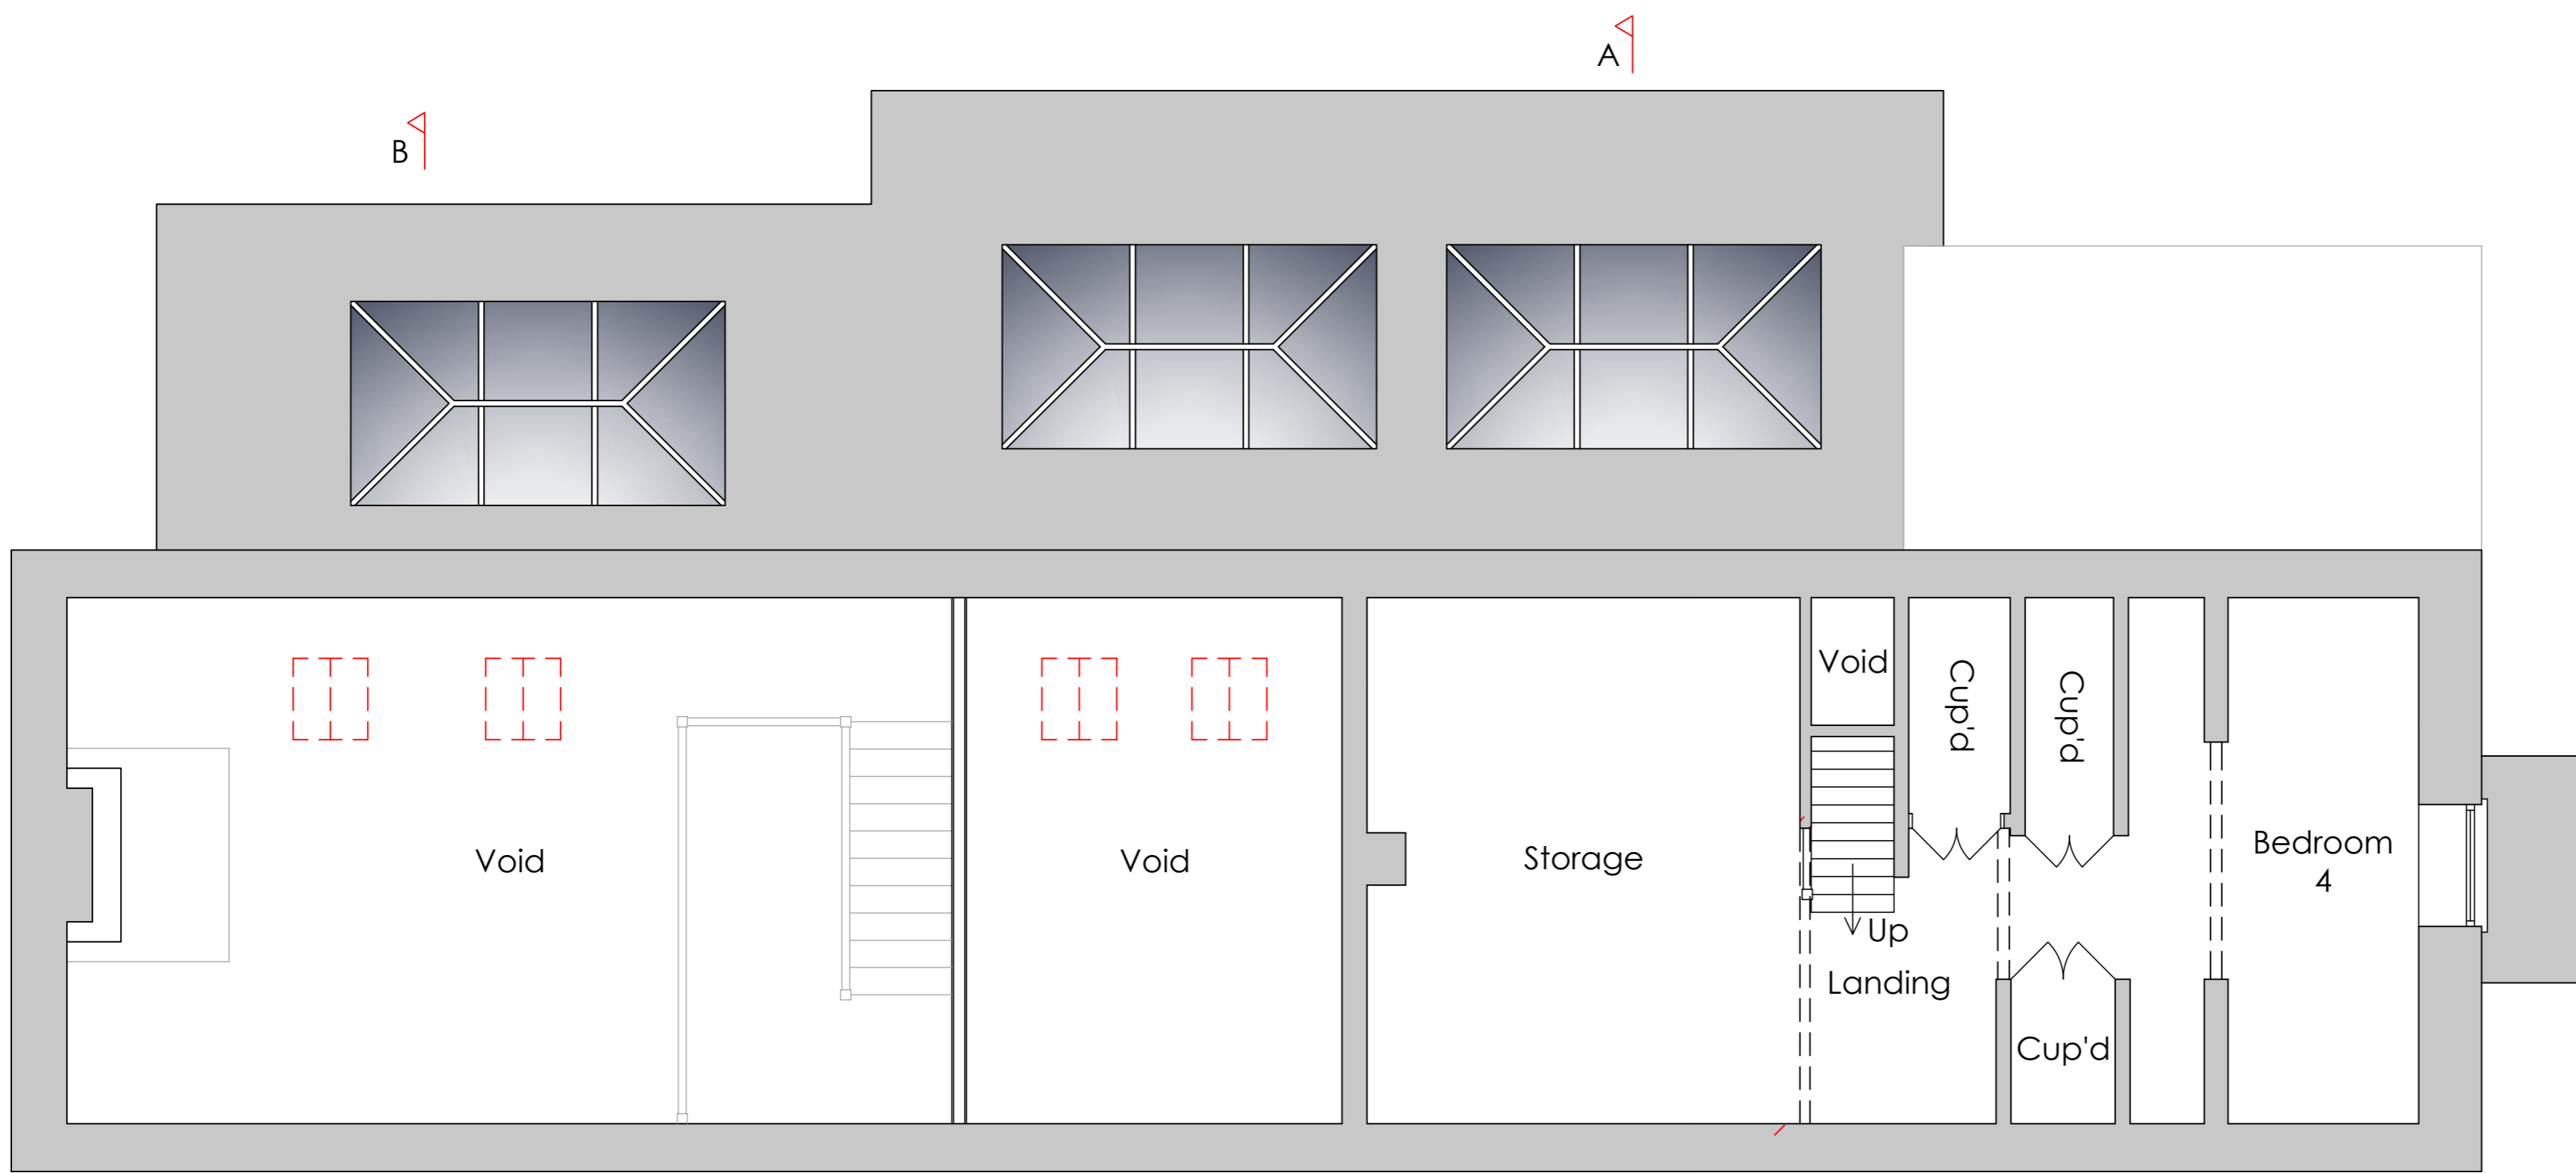 A
B
Void
Cup'd
Cup'd
Void
Void
Storage
Bedroom
4
Up
Landing
Cup'd